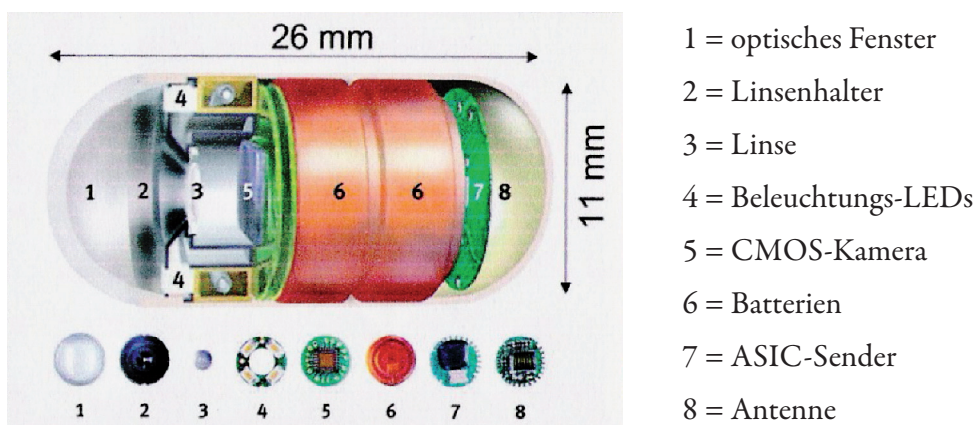 26 mm
11 mm
4
1 2 3 5 6 6 7 8
4
1 2 3 4 5 6 7 8
1 = optisches Fenster
2 = Linsenhalter
3 = Linse
4 = Beleuchtungs-LEDs
5 = CMOS-Kamera
6 = Batterien
7 = ASIC-Sender
8 = Antenne